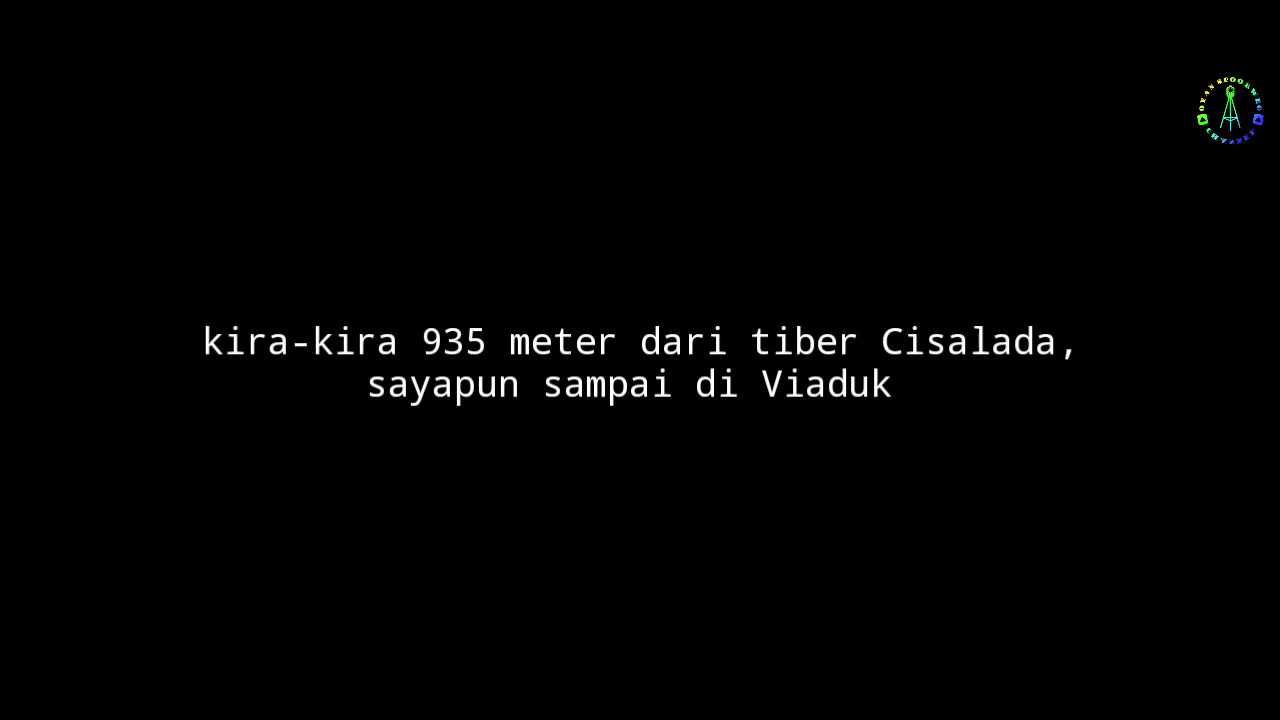 kira-kira 935 meter dari tiber Cisalada,
sayapun sampai di Viaduk